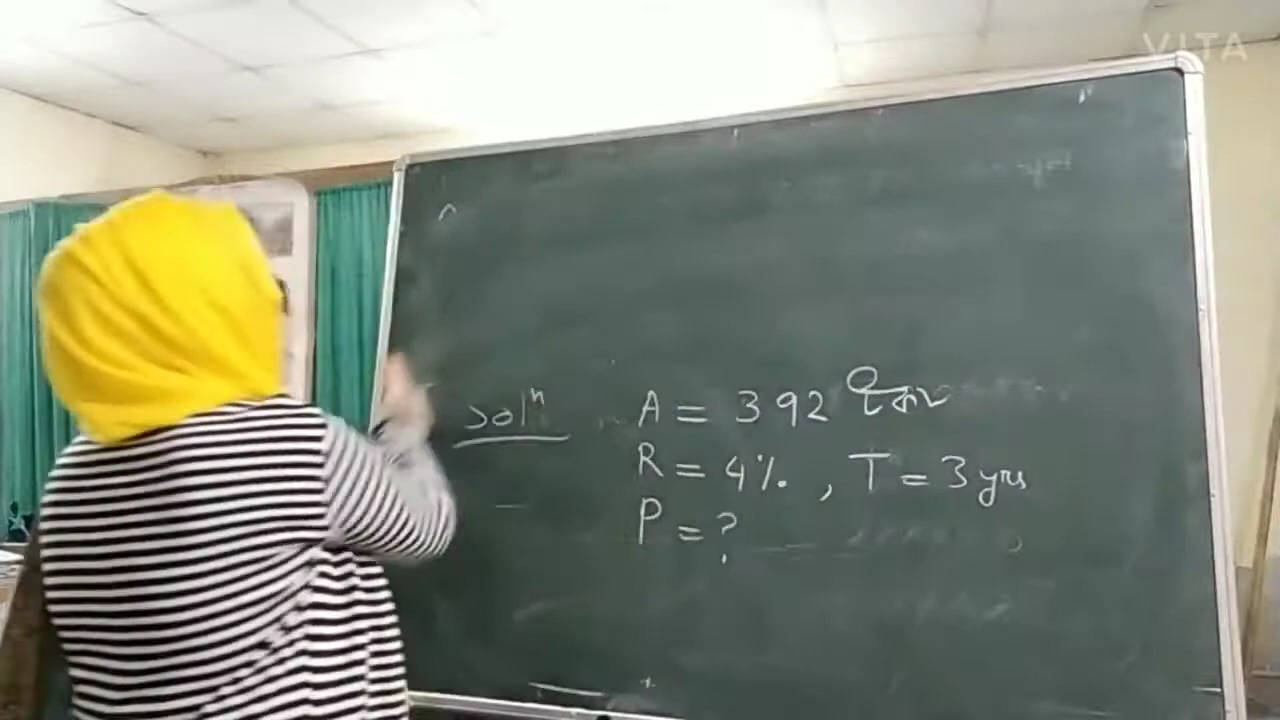 VITA
Solⁿ A = 392
R = 4%. , T = 3 yrs
P = ?